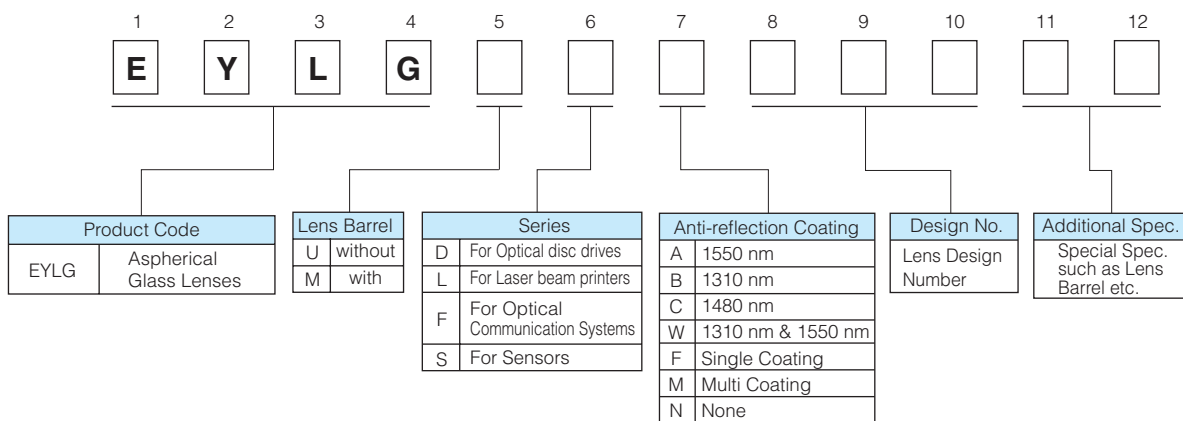 1 2 3 4 5 6 7 8 9 10 11 12
E Y L G
Product Code
EYLG Aspherical
Glass Lenses
Lens Barrel
U without
M with
Series
D For Optical disc drives
L For Laser beam printers
F For Optical
Communication Systems
S For Sensors
Anti-reflection Coating
A 1550 nm
B 1310 nm
C 1480 nm
W 1310 nm & 1550 nm
F Single Coating
M Multi Coating
N None
Design No.
Lens Design
Number
Additional Spec.
Special Spec.
such as Lens
Barrel etc.